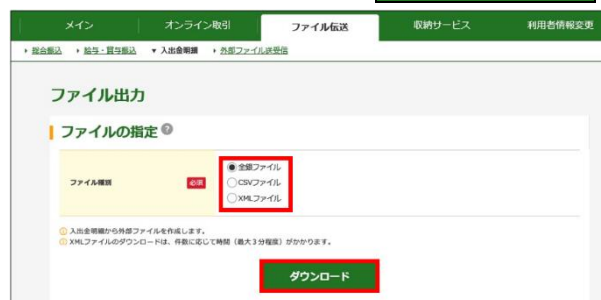 メイン オンライン取引 ファイル伝送 収納サービス 利用者情報変更
総合振込 給与・賞与振込 入出金明細 外部ファイル送受信
ファイル出力
ファイルの指定
ファイル種類 必須
全銀ファイル
CSVファイル
XMLファイル
入出金明細から外部ファイルを作成します。
XMLファイルのダウンロードは、件数に応じて時間(最大3分程度)がかかります。
ダウンロード